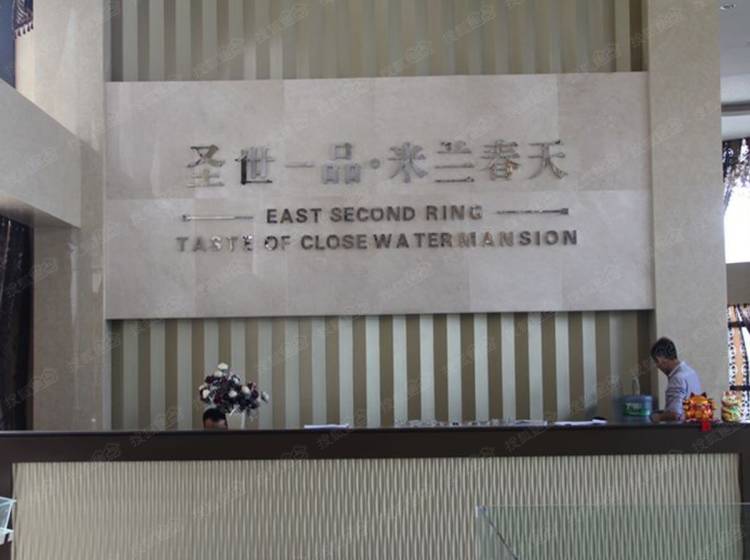 圣世一品·米兰春天
EAST SECOND RING
TASTE OF CLOSE WATERMANSION